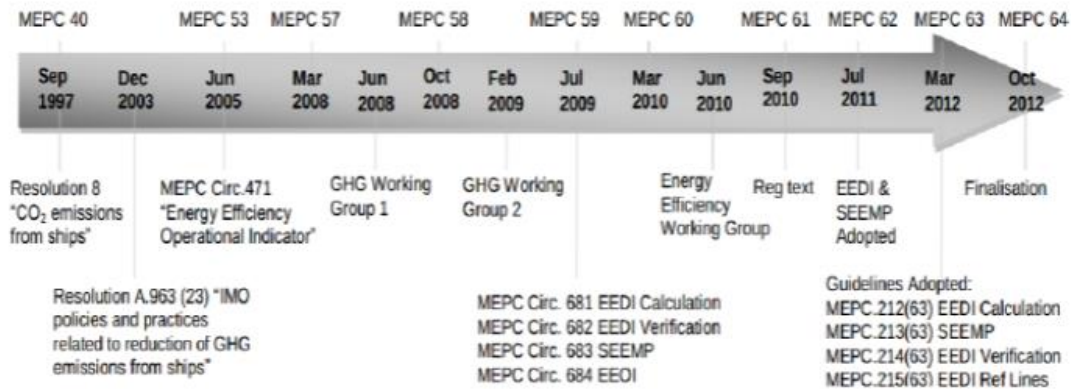 MEPC 40 MEPC 53 MEPC 57 MEPC 58 MEPC 59 MEPC 60 MEPC 61 MEPC 62 MEPC 63 MEPC 64
Sep Dec Jun Mar Jun Oct Feb Jul Mar Jun Sep Jul Mar Oct
1997 2003 2005 2008 2008 2008 2009 2009 2010 2010 2010 2011 2012 2012
Resolution 8
“CO₂ emissions
from ships”
MEPC Circ.471
“Energy Efficiency
Operational Indicator”
GHG Working
Group 1
GHG Working
Group 2
Energy
Efficiency
Working Group
Reg text
EEDI &
SEEMP
Adopted
Finalisation
Resolution A.963 (23) “IMO
policies and practices
related to reduction of GHG
emissions from ships”
MEPC Circ. 681 EEDI Calculation
MEPC Circ. 682 EEDI Verification
MEPC Circ. 683 SEEMP
MEPC Circ. 684 EEOI
Guidelines Adopted:
MEPC.212(63) EEDI Calculation
MEPC.213(63) SEEMP
MEPC.214(63) EEDI Verification
MEPC.215(63) EEDI Ref Lines